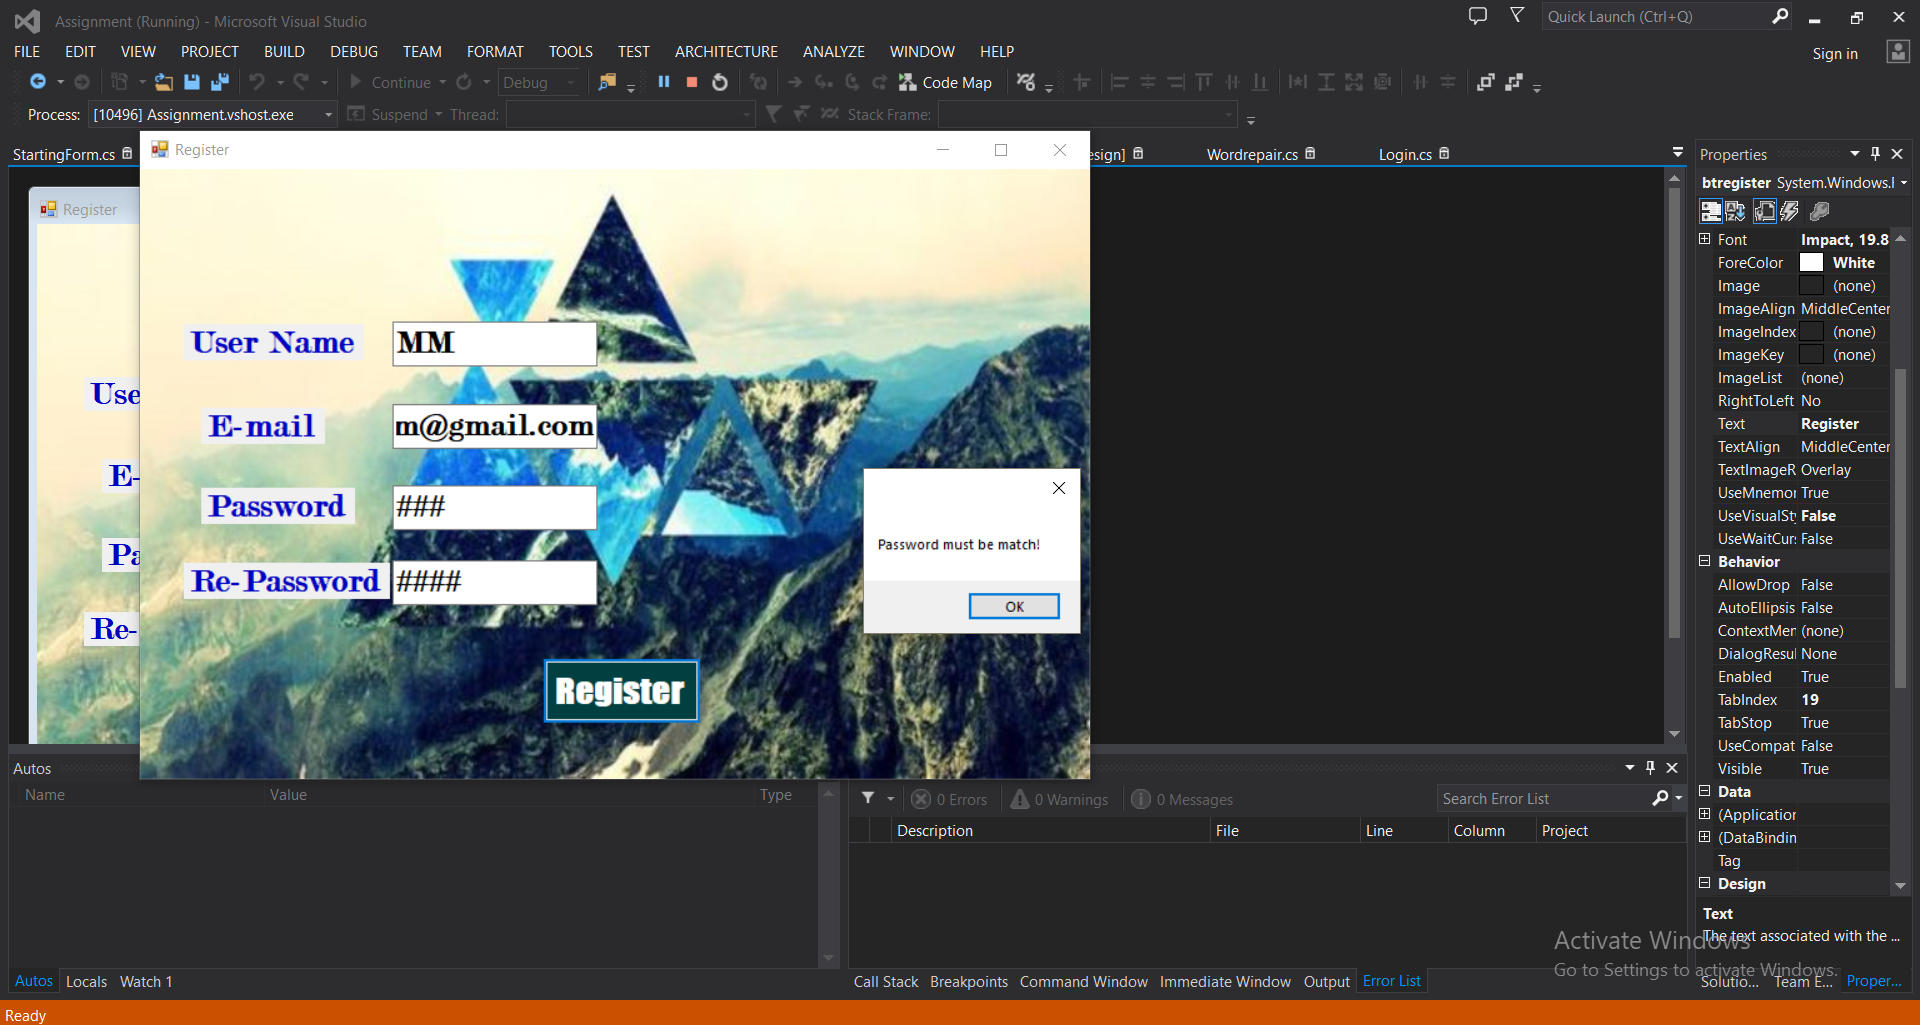 Assignment (Running) - Microsoft Visual Studio
Quick Launch (Ctrl+Q)
FILE EDIT VIEW PROJECT BUILD DEBUG TEAM FORMAT TOOLS TEST ARCHITECTURE ANALYZE WINDOW HELP
Sign in
Continue Debug Code Map
Process: [10496] Assignment.vshost.exe Suspend Thread: Stack Frame:
StartingForm.cs esign] Wordrepair.cs Login.cs
Register
Register
User Name MM
E-mail m@gmail.com
Password ###
Re-Password ####
Register
Password must be match!
OK
Use
E-
Pa
Re-
Properties
btregister System.Windows.F
Font Impact, 19.8
ForeColor White
Image (none)
ImageAlign MiddleCenter
ImageIndex (none)
ImageKey (none)
ImageList (none)
RightToLeft No
Text Register
TextAlign MiddleCenter
TextImageR Overlay
UseMnemor True
UseVisualSty False
UseWaitCurs False
Behavior
AllowDrop False
AutoEllipsis False
ContextMen (none)
DialogResul None
Enabled True
TabIndex 19
TabStop True
UseCompat False
Visible True
Data
(Application
(DataBindin
Tag
Design
Text
The text associated with the ...
Autos
Name Value Type
0 Errors 0 Warnings 0 Messages
Search Error List
Description File Line Column Project
Activate Windows
Go to Settings to activate Windows.
Autos Locals Watch 1
Call Stack Breakpoints Command Window Immediate Window Output Error List
Solutio... Team E... Proper...
Ready